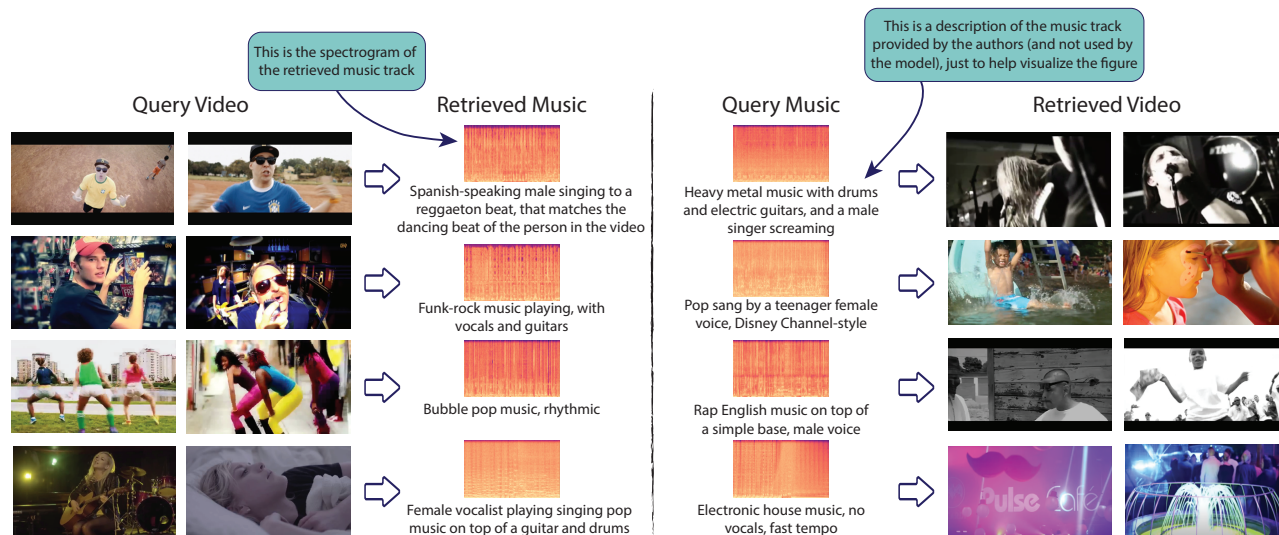 This is the spectrogram of
the retrieved music track
This is a description of the music track
provided by the authors (and not used by
the model), just to help visualize the figure
Query Video
Retrieved Music
Query Music
Retrieved Video
Spanish-speaking male singing to a
reggaeton beat, that matches the
dancing beat of the person in the video
Funk-rock music playing, with
vocals and guitars
Bubble pop music, rhythmic
Female vocalist playing singing pop
music on top of a guitar and drums
Heavy metal music with drums
and electric guitars, and a male
singer screaming
Pop sang by a teenager female
voice, Disney Channel-style
Rap English music on top of
a simple base, male voice
Electronic house music, no
vocals, fast tempo
TAMA
Pulse Café